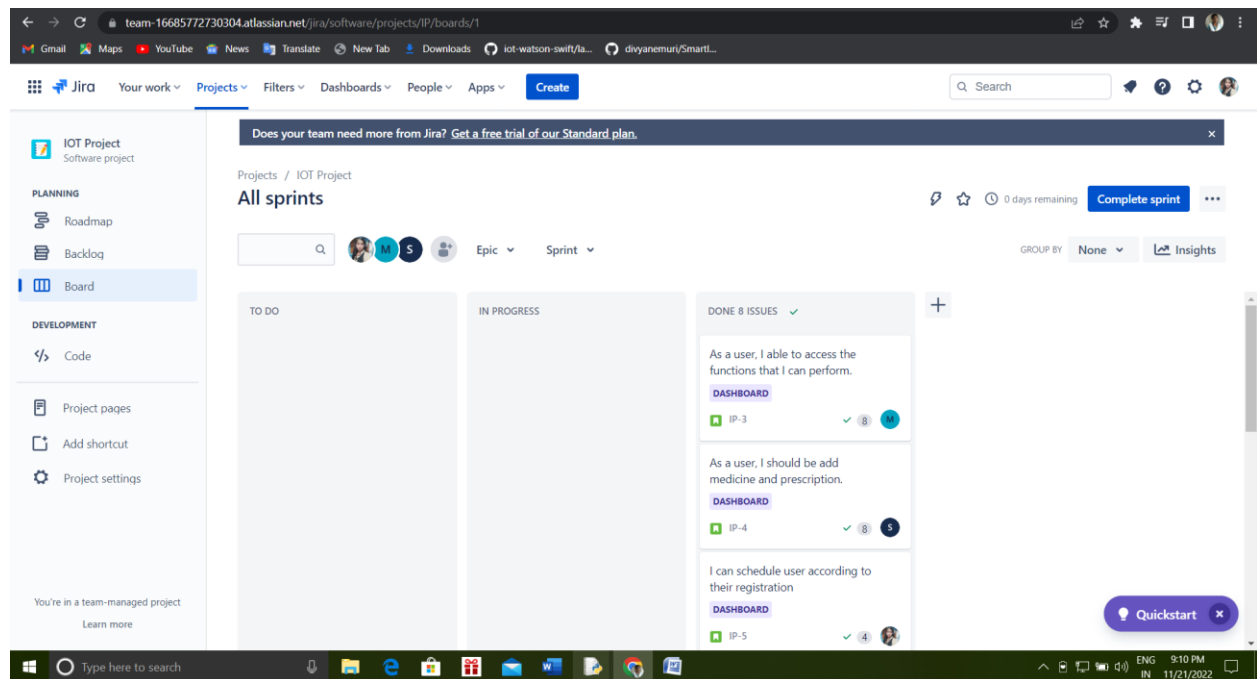 team-16685772730304.atlassian.net/jira/software/projects/IP/boards/1
Gmail Maps YouTube News Translate New Tab Downloads iot-watson-swift/la... divyanemuri/Smartl...
Jira Your work Projects Filters Dashboards People Apps Create Search
Does your team need more from Jira? Get a free trial of our Standard plan.
IOT Project
Software project
PLANNING
Roadmap
Backlog
Board
DEVELOPMENT
Code
Project pages
Add shortcut
Project settings
You're in a team-managed project
Learn more
Projects / IOT Project
All sprints
0 days remaining Complete sprint
M S Epic Sprint GROUP BY None Insights
TO DO
IN PROGRESS
DONE 8 ISSUES
As a user, I able to access the
functions that I can perform.
DASHBOARD
IP-3 8 M
As a user, I should be add
medicine and prescription.
DASHBOARD
IP-4 8 S
I can schedule user according to
their registration
DASHBOARD
IP-5 4
Quickstart
Type here to search
ENG 9:10 PM
IN 11/21/2022